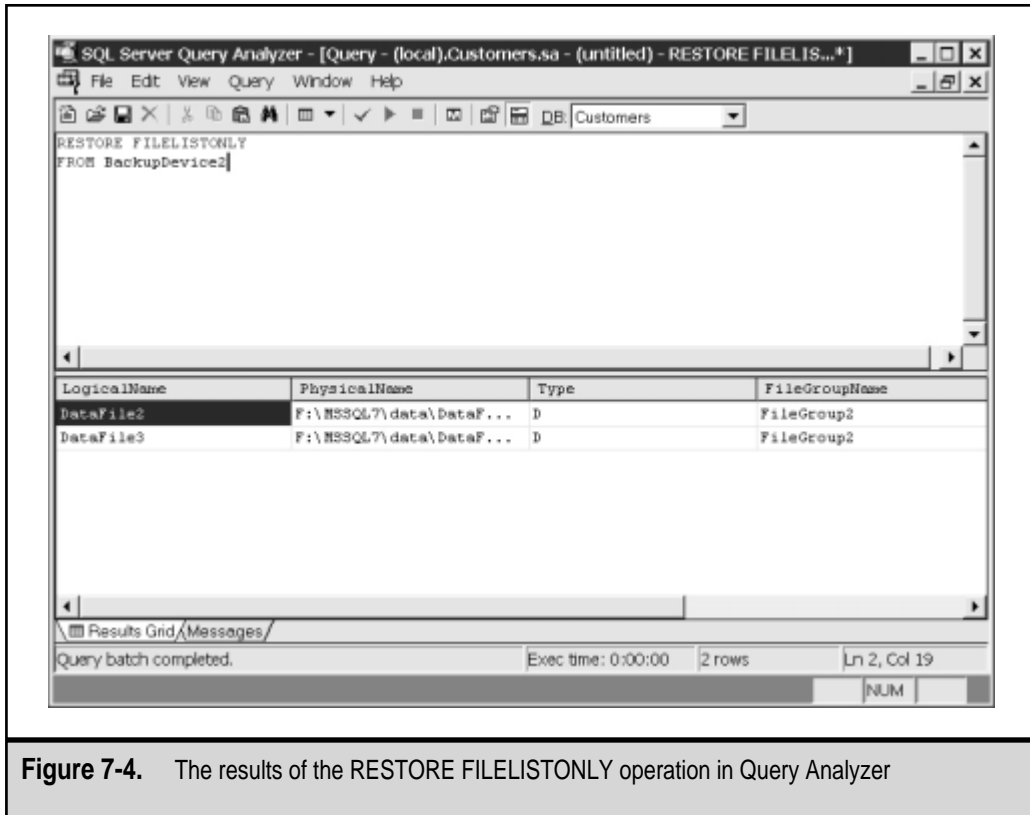 SQL Server Query Analyzer - [Query - (local).Customers.sa - (untitled) - RESTORE FILELIS...*]
File Edit View Query Window Help
DB: Customers
RESTORE FILELISTONLY
FROM BackupDevice2
LogicalName PhysicalName Type FileGroupName
DataFile2 F:\MSSQL7\data\DataF... D FileGroup2
DataFile3 F:\MSSQL7\data\DataF... D FileGroup2
Results Grid Messages
Query batch completed. Exec time: 0:00:00 2 rows Ln 2, Col 19
NUM
Figure 7-4. The results of the RESTORE FILELISTONLY operation in Query Analyzer